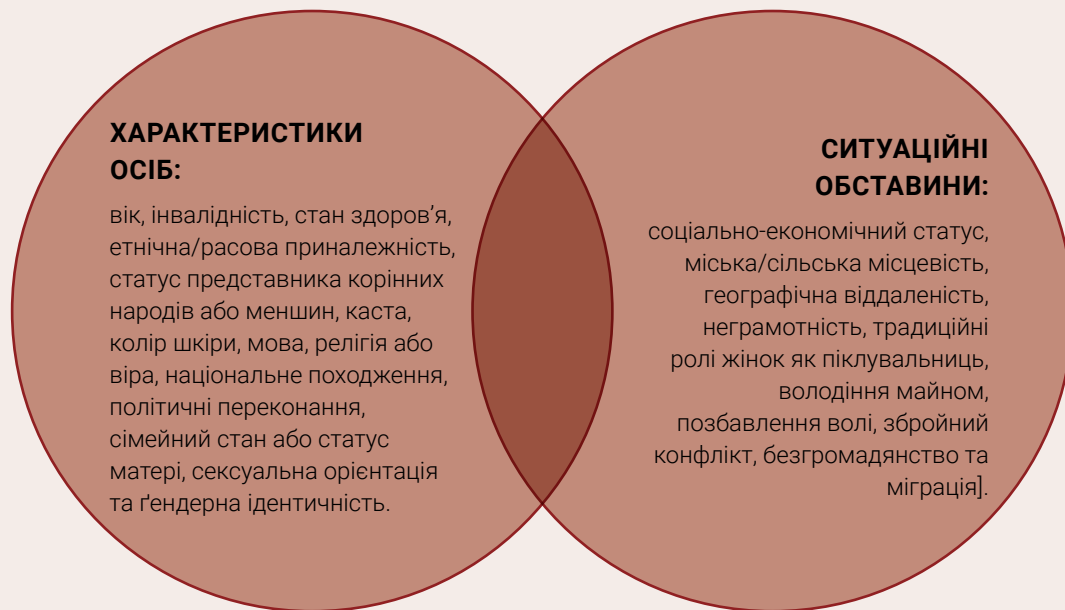 ХАРАКТЕРИСТИКИ
ОСІБ:
вік, інвалідність, стан здоров’я,
етнічна/расова приналежність,
статус представника корінних
народів або меншин, каста,
колір шкіри, мова, релігія або
віра, національне походження,
політичні переконання,
сімейний стан або статус
матері, сексуальна орієнтація
та ґендерна ідентичність.
СИТУАЦІЙНІ
ОБСТАВИНИ:
соціально-економічний статус,
міська/сільська місцевість,
географічна віддаленість,
неграмотність, традиційні
ролі жінок як піклувальниць,
володіння майном,
позбавлення волі, збройний
конфлікт, безгромадянство та
міграція].